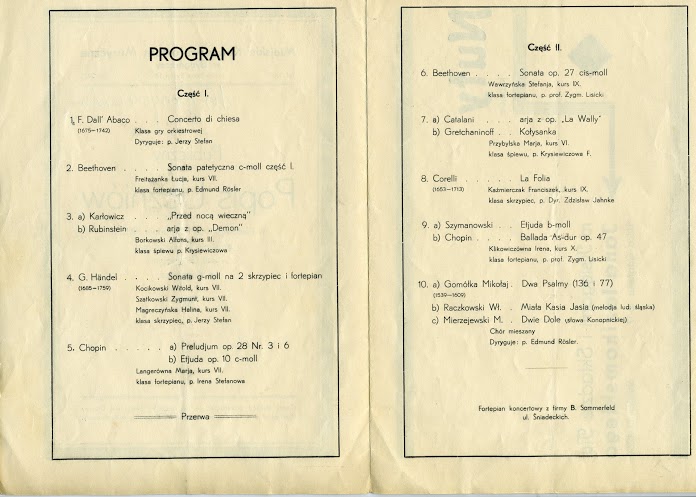 PROGRAM
Część I.
1. F. Dall' Abaco . . . Concerto di chiesa
(1675—1742) Klasa gry orkiestrowej
Dyryguje: p. Jerzy Stefan
2. Beethoven . . . Sonata patetyczna c-moll część I.
Freitażanka Łucja, kurs VII.
klasa fortepianu, p. Edmund Rösler
3. a) Karłowicz . . . „Przed nocą wieczną"
b) Rubinstein . . . arja z op. „Demon"
Borkowski Alfons, kurs III.
klasa śpiewu p. Krysiewiczowa
4. G. Händel . . . . Sonata g-moll na 2 skrzypiec i fortepian
(1685—1759) Kocikowski Witold, kurs VII.
Szatkowski Zygmunt, kurs VII.
Magreczyńska Halina, kurs VII.
klasa skrzypiec, p. Jerzy Stefan
5. Chopin . . . . . a) Preludjum op. 28 Nr. 3 i 6
b) Etjuda op. 10 c-moll
Langerówna Marja, kurs VII.
klasa fortepianu, p. Irena Stefanowa
Przerwa
Część II.
6. Beethoven . . . . Sonata op. 27 cis-moll
Wawrzyńska Stefanja, kurs IX.
klasa fortepianu, p. prof. Zygm. Lisicki
7. a) Catalani . . . arja z op. „La Wally"
b) Gretchaninoff . . Kołysanka
Przybylska Marja, kurs VI.
klasa śpiewu, p. Krysiewiczowa F.
8. Corelli . . . . . La Folia
(1653—1713) Kaźmierczak Franciszek, kurs IX.
klasa skrzypiec, p. Dyr. Zdzisław Jahnke
9. a) Szymanowski . . Etjuda b-moll
b) Chopin . . . . Ballada As-dur op. 47
Klikowiczówna Irena, kurs X.
klasa fortepianu, p. prof. Zygm. Lisicki
10. a) Gomółka Mikołaj . Dwa Psalmy (136 i 77)
(1539—1609)
b) Raczkowski Wł. . Miała Kasia Jasia (melodja lud. śląska)
c) Mierzejewski M. . Dwie Dole (słowa Konopnickiej).
Chór mieszany
Dyryguje: p. Edmund Rösler.
Fortepian koncertowy z firmy B. Sommerfeld
ul. Śniadeckich.